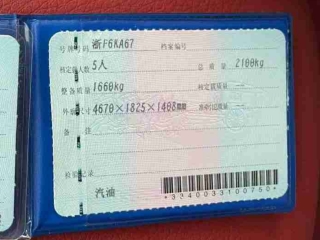 号牌号码 浙F6KA67 档案编号
核定载人数 5人 总质量 2100kg
整备质量 1660kg 核定载质量 —
外廓尺寸 4670×1825×1408mm 准牵引总质量 —
备注
检验记录
汽油
*3340033100750*